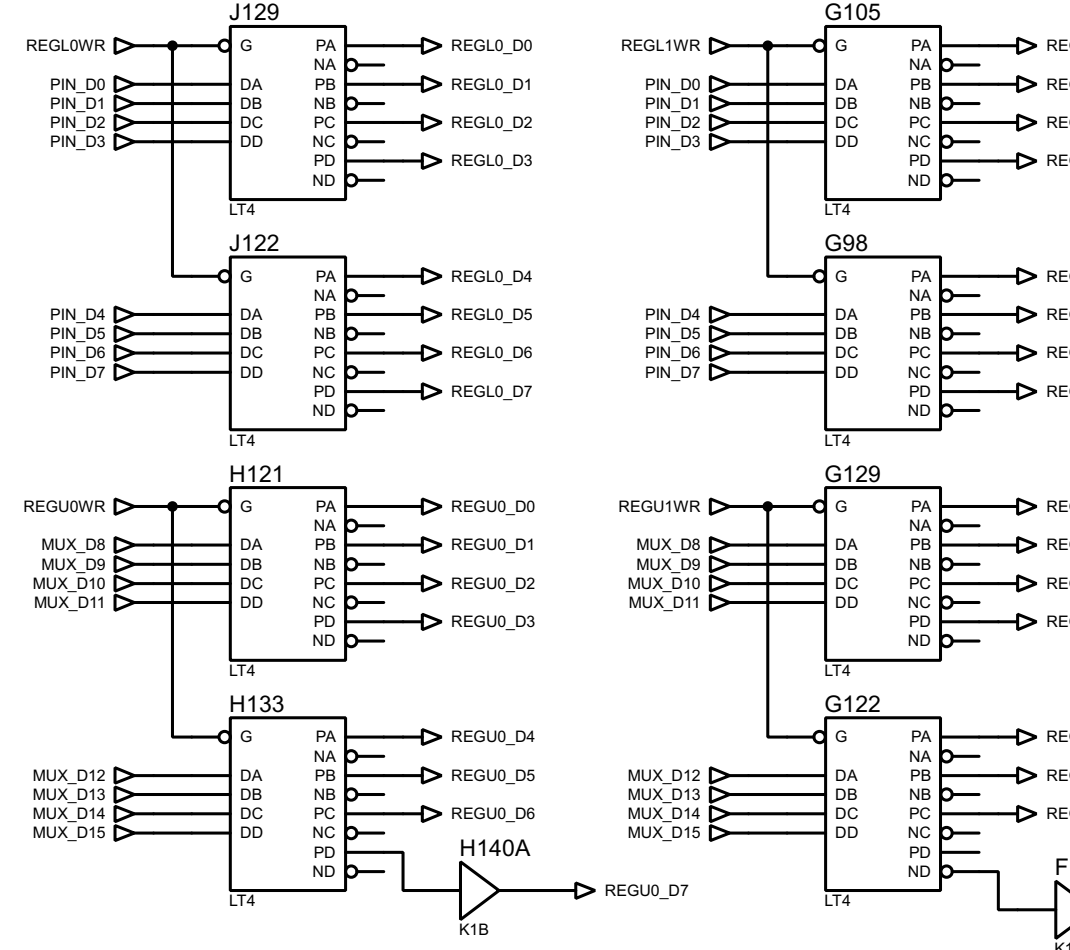 J129
REGL0WR G PA REGL0_D0
NA
PIN_D0 DA PB REGL0_D1
PIN_D1 DB NB
PIN_D2 DC PC REGL0_D2
PIN_D3 DD NC
PD REGL0_D3
ND
LT4
J122
G PA REGL0_D4
NA
PIN_D4 DA PB REGL0_D5
PIN_D5 DB NB
PIN_D6 DC PC REGL0_D6
PIN_D7 DD NC
PD REGL0_D7
ND
LT4
H121
REGU0WR G PA REGU0_D0
NA
MUX_D8 DA PB REGU0_D1
MUX_D9 DB NB
MUX_D10 DC PC REGU0_D2
MUX_D11 DD NC
PD REGU0_D3
ND
LT4
H133
G PA REGU0_D4
NA
MUX_D12 DA PB REGU0_D5
MUX_D13 DB NB
MUX_D14 DC PC REGU0_D6
MUX_D15 DD NC
PD
ND
LT4
H140A
REGU0_D7
K1B
G105
REGL1WR G PA
NA
PIN_D0 DA PB
PIN_D1 DB NB
PIN_D2 DC PC
PIN_D3 DD NC
PD
ND
LT4
G98
G PA
NA
PIN_D4 DA PB
PIN_D5 DB NB
PIN_D6 DC PC
PIN_D7 DD NC
PD
ND
LT4
G129
REGU1WR G PA
NA
MUX_D8 DA PB
MUX_D9 DB NB
MUX_D10 DC PC
MUX_D11 DD NC
PD
ND
LT4
G122
G PA
NA
MUX_D12 DA PB
MUX_D13 DB NB
MUX_D14 DC PC
MUX_D15 DD NC
PD
ND
LT4